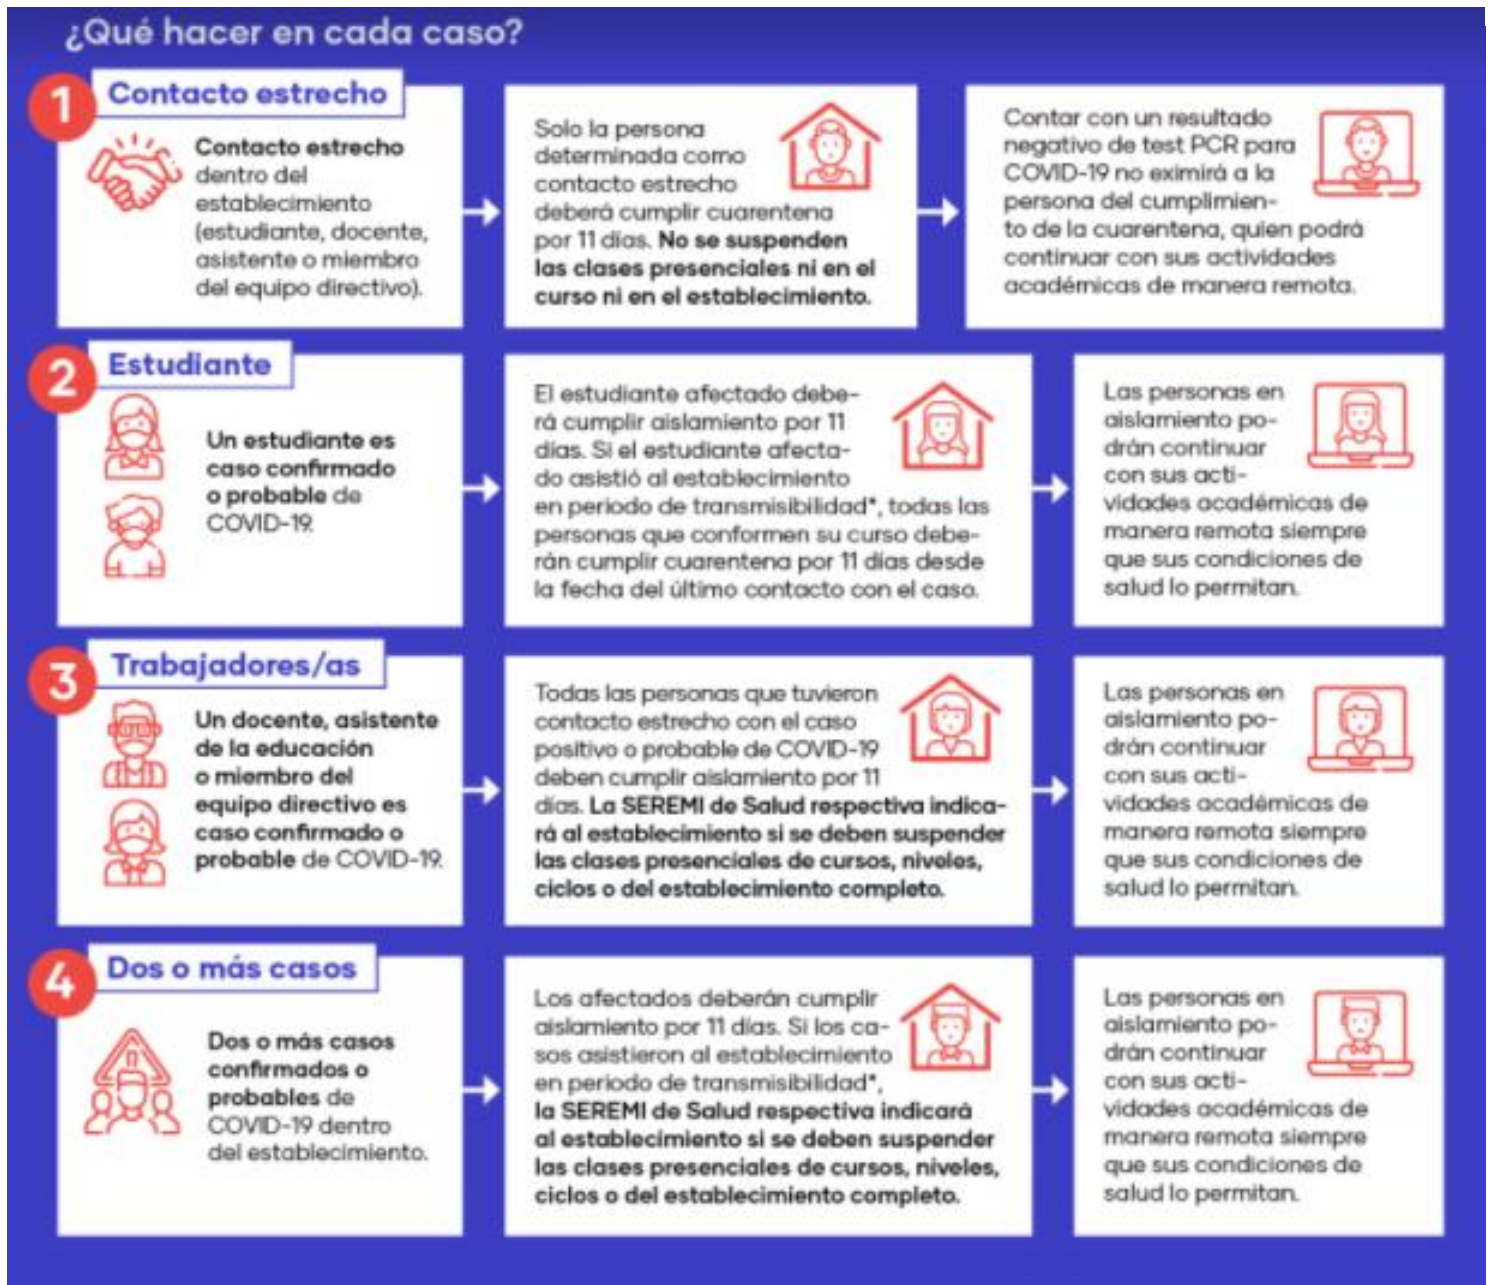 ¿Qué hacer en cada caso?
1
Contacto estrecho
Contacto estrecho
dentro del
establecimiento
(estudiante, docente,
asistente o miembro
del equipo directivo).
Solo la persona
determinada como
contacto estrecho
deberá cumplir cuarentena
por 11 días. No se suspenden
las clases presenciales ni en el
curso ni en el establecimiento.
Contar con un resultado
negativo de test PCR para
COVID-19 no eximirá a la
persona del cumplimien-
to de la cuarentena, quien podrá
continuar con sus actividades
académicas de manera remota.
2
Estudiante
Un estudiante es
caso confirmado
o probable de
COVID-19.
El estudiante afectado debe-
rá cumplir aislamiento por 11
días. Si el estudiante afecta-
do asistió al establecimiento
en periodo de transmisibilidad*, todas las
personas que conformen su curso debe-
rán cumplir cuarentena por 11 días desde
la fecha del último contacto con el caso.
Las personas en
aislamiento po-
drán continuar
con sus acti-
vidades académicas de
manera remota siempre
que sus condiciones de
salud lo permitan.
3
Trabajadores/as
Un docente, asistente
de la educación
o miembro del
equipo directivo es
caso confirmado o
probable de COVID-19.
Todas las personas que tuvieron
contacto estrecho con el caso
positivo o probable de COVID-19
deben cumplir aislamiento por 11
días. La SEREMI de Salud respectiva indica-
rá al establecimiento si se deben suspender
las clases presenciales de cursos, niveles,
ciclos o del establecimiento completo.
Las personas en
aislamiento po-
drán continuar
con sus acti-
vidades académicas de
manera remota siempre
que sus condiciones de
salud lo permitan.
4
Dos o más casos
Dos o más casos
confirmados o
probables de
COVID-19 dentro
del establecimiento.
Los afectados deberán cumplir
aislamiento por 11 días. Si los ca-
sos asistieron al establecimiento
en periodo de transmisibilidad*,
la SEREMI de Salud respectiva indicará
al establecimiento si se deben suspender
las clases presenciales de cursos, niveles,
ciclos o del establecimiento completo.
Las personas en
aislamiento po-
drán continuar
con sus acti-
vidades académicas de
manera remota siempre
que sus condiciones de
salud lo permitan.